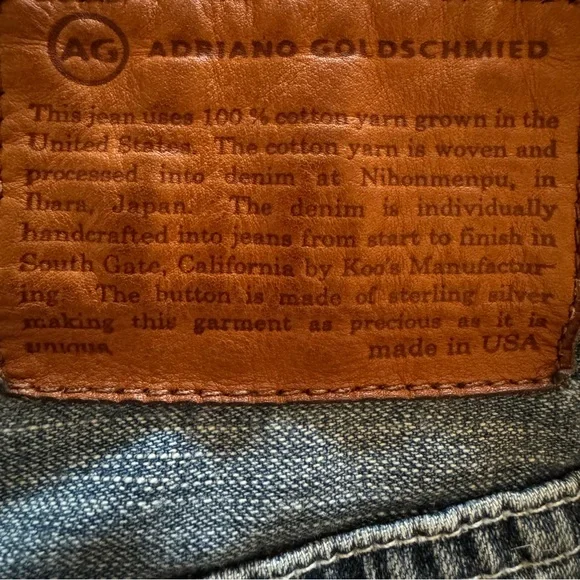 AG ADRIANO GOLDSCHMIED
This jean uses 100 % cotton yarn grown in the
United States. The cotton yarn is woven and
processed into denim at Nihonmenpu, in
Ibara, Japan. The denim is individually
handcrafted into jeans from start to finish in
South Gate, California by Koo's Manufactur-
ing. The button is made of sterling silver
making this garment as precious as it is
unique made in USA